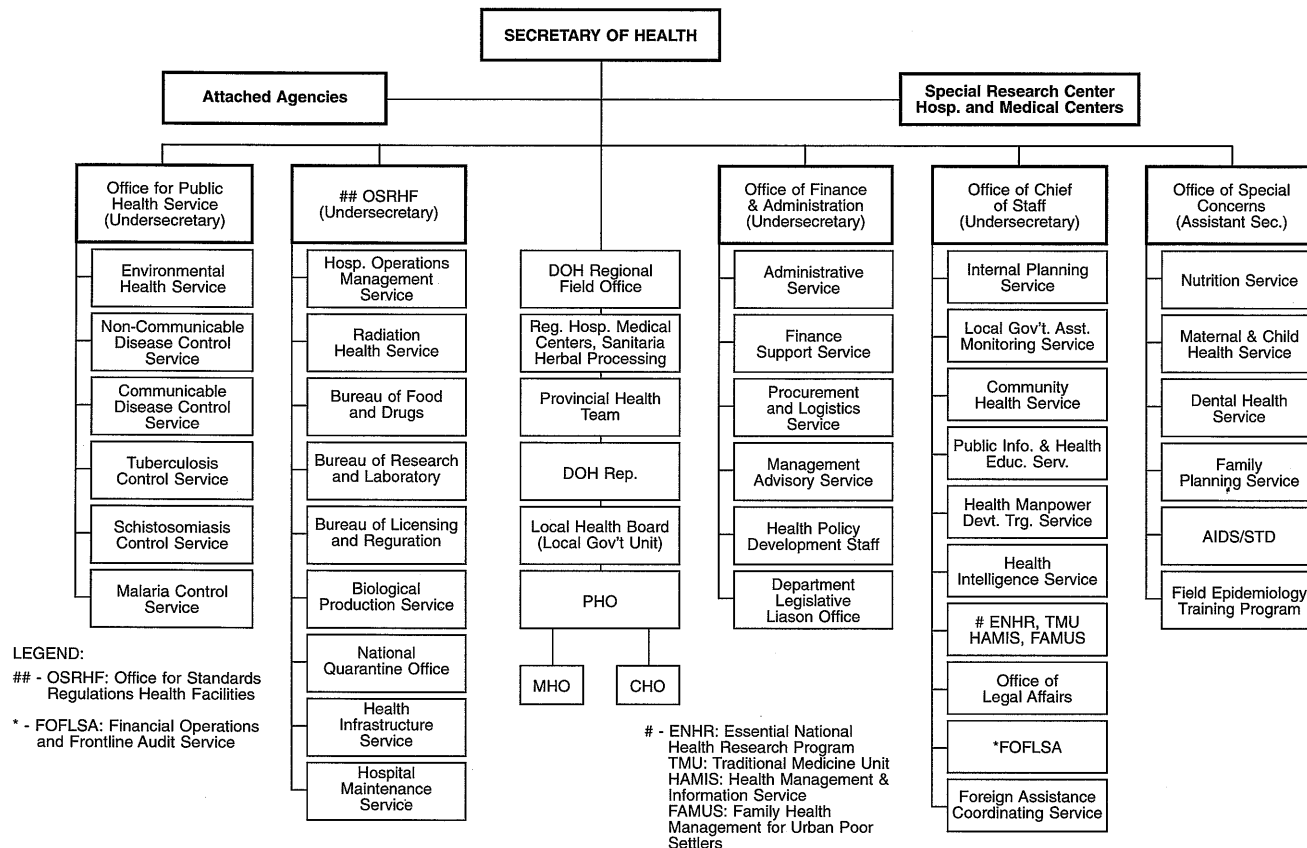 SECRETARY OF HEALTH
Attached Agencies
Special Research Center
Hosp. and Medical Centers
Office for Public
Health Service
(Undersecretary)
Environmental
Health Service
Non-Communicable
Disease Control
Service
Communicable
Disease Control
Service
Tuberculosis
Control Service
Schistosomiasis
Control Service
Malaria Control
Service
## OSRHF
(Undersecretary)
Hosp. Operations
Management
Service
Radiation
Health Service
Bureau of Food
and Drugs
Bureau of Research
and Laboratory
Bureau of Licensing
and Reguration
Biological
Production Service
National
Quarantine Office
Health
Infrastructure
Service
Hospital
Maintenance
Service
DOH Regional
Field Office
Reg. Hosp. Medical
Centers, Sanitaria
Herbal Processing
Provincial Health
Team
DOH Rep.
Local Health Board
(Local Gov't Unit)
PHO
MHO
CHO
Office of Finance
& Administration
(Undersecretary)
Administrative
Service
Finance
Support Service
Procurement
and Logistics
Service
Management
Advisory Service
Health Policy
Development Staff
Department
Legislative
Liason Office
Office of Chief
of Staff
(Undersecretary)
Internal Planning
Service
Local Gov't. Asst.
Monitoring Service
Community
Health Service
Public Info. & Health
Educ. Serv.
Health Manpower
Devt. Trg. Service
Health
Intelligence Service
# ENHR, TMU
HAMIS, FAMUS
Office of
Legal Affairs
*FOFLSA
Foreign Assistance
Coordinating Service
Office of Special
Concerns
(Assistant Sec.)
Nutrition Service
Maternal & Child
Health Service
Dental Health
Service
Family
Planning Service
AIDS/STD
Field Epidemiology
Training Program
LEGEND:
## - OSRHF: Office for Standards
Regulations Health Facilities
* - FOFLSA: Financial Operations
and Frontline Audit Service
# - ENHR: Essential National
Health Research Program
TMU: Traditional Medicine Unit
HAMIS: Health Management &
Information Service
FAMUS: Family Health
Management for Urban Poor
Settlers